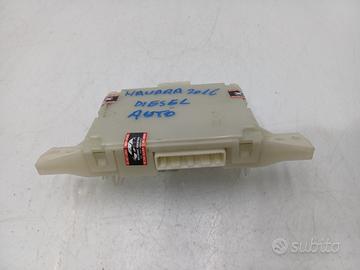 NAVARA 2016
DIESEL
AUTO
subito